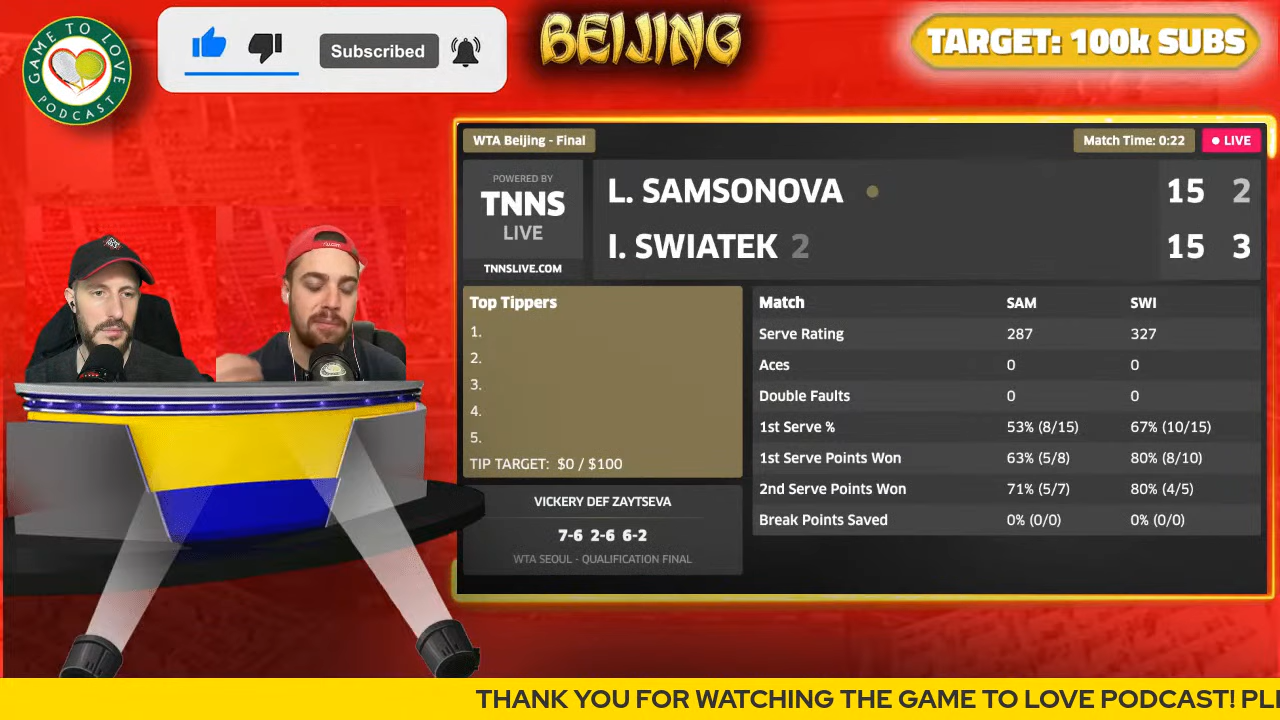 GAME TO LOVE
PODCAST
Subscribed
BEIJING
TARGET: 100k SUBS
WTA Beijing - Final
Match Time: 0:22
LIVE
POWERED BY
TNNS
LIVE
TNNSLIVE.COM
L. SAMSONOVA 15 2
I. SWIATEK 2 15 3
Top Tippers
1.
2.
3.
4.
5.
TIP TARGET: $0 / $100
VICKERY DEF ZAYTSEVA
7-6 2-6 6-2
WTA SEOUL - QUALIFICATION FINAL
Match SAM SWI
Serve Rating 287 327
Aces 0 0
Double Faults 0 0
1st Serve % 53% (8/15) 67% (10/15)
1st Serve Points Won 63% (5/8) 80% (8/10)
2nd Serve Points Won 71% (5/7) 80% (4/5)
Break Points Saved 0% (0/0) 0% (0/0)
THANK YOU FOR WATCHING THE GAME TO LOVE PODCAST! PL